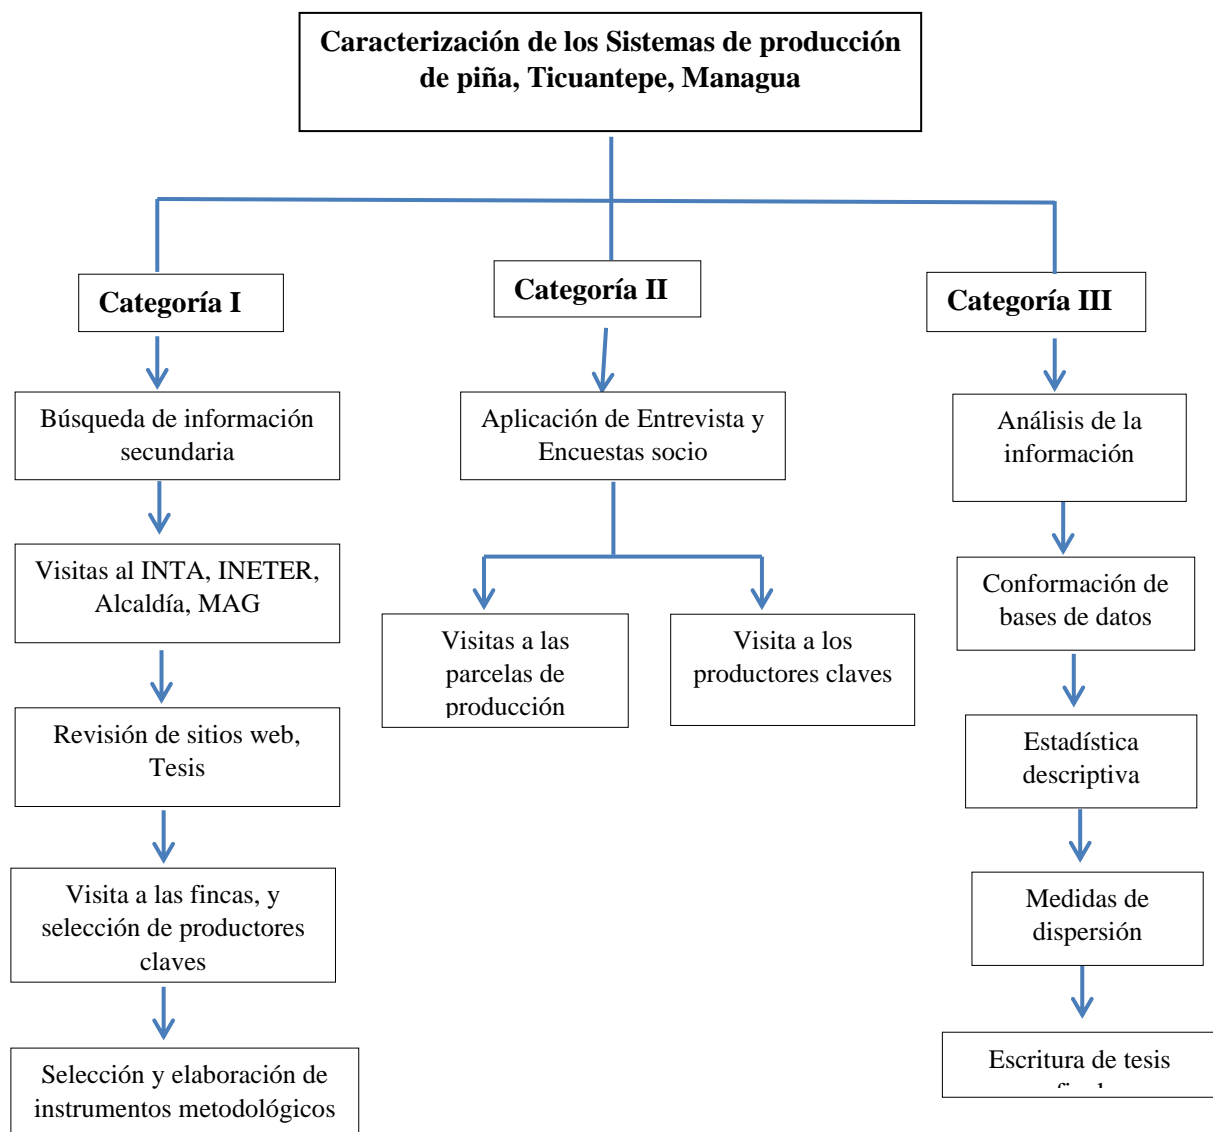 Caracterización de los Sistemas de producción
de piña, Ticuantepe, Managua
Categoría I
Búsqueda de información
secundaria
Visitas al INTA, INETER,
Alcaldía, MAG
Revisión de sitios web,
Tesis
Visita a las fincas, y
selección de productores
claves
Selección y elaboración de
instrumentos metodológicos
Categoría II
Aplicación de Entrevista y
Encuestas socio
Visitas a las
parcelas de
producción
Visita a los
productores claves
Categoría III
Análisis de la
información
Conformación de
bases de datos
Estadística
descriptiva
Medidas de
dispersión
Escritura de tesis